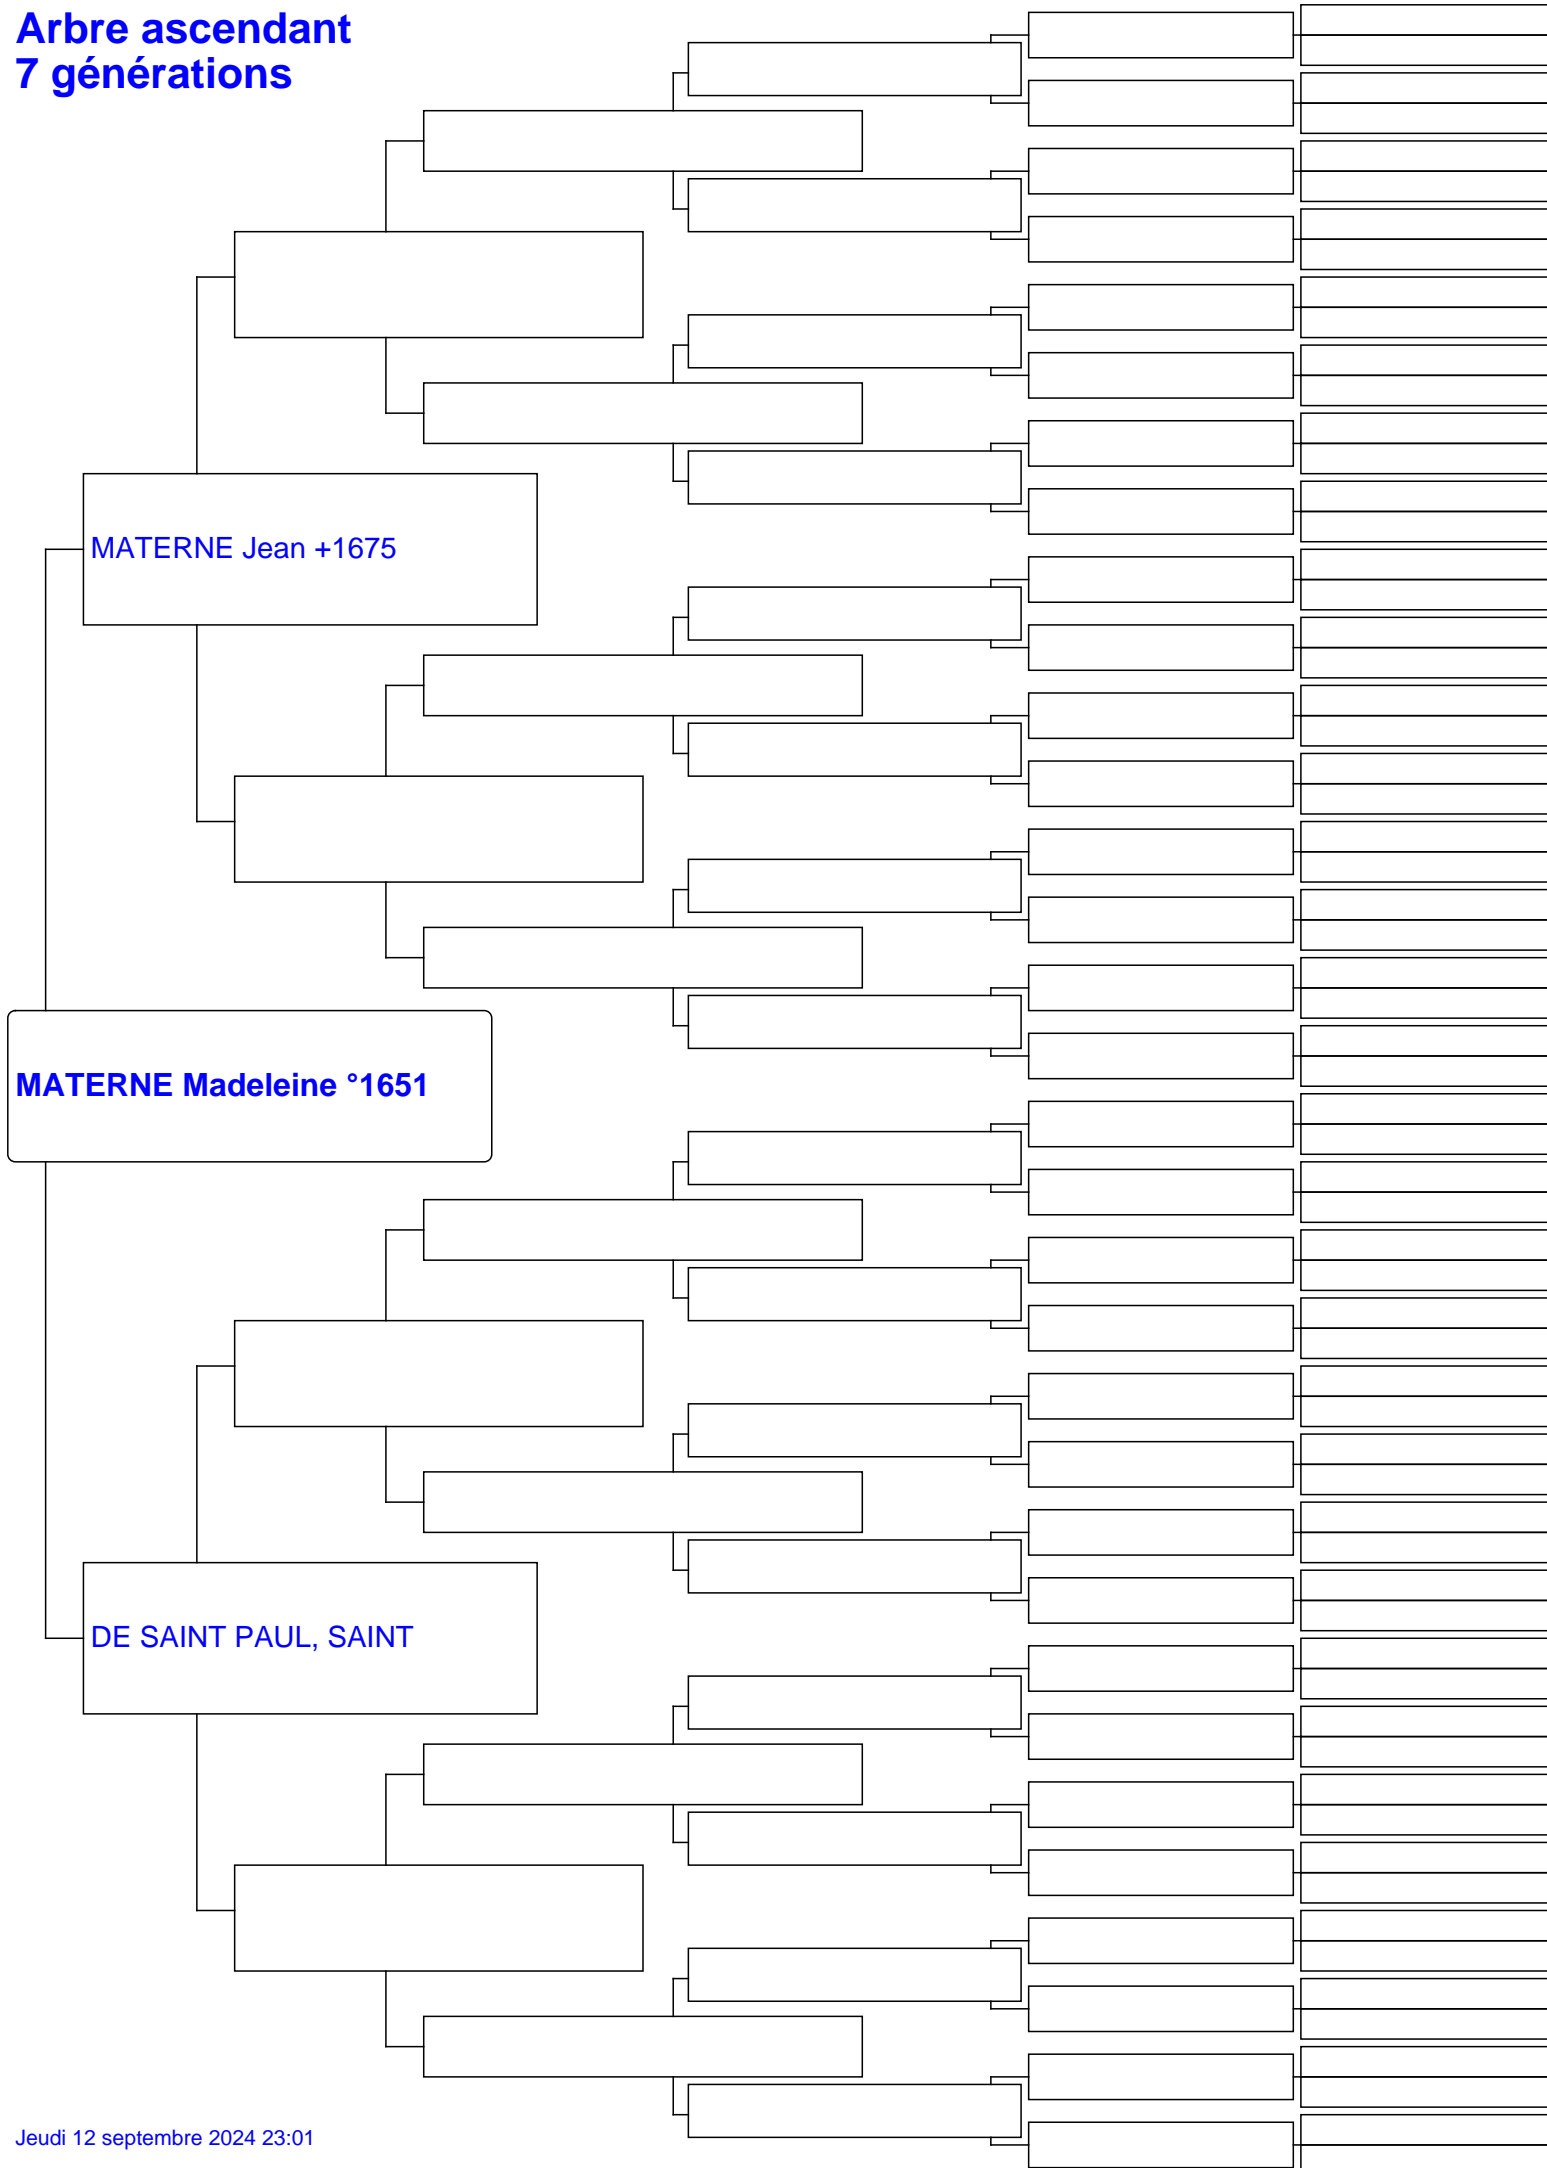 Arbre ascendant
7 générations
MATERNE Jean +1675
MATERNE Madeleine °1651
DE SAINT PAUL, SAINT
Jeudi 12 septembre 2024 23:01